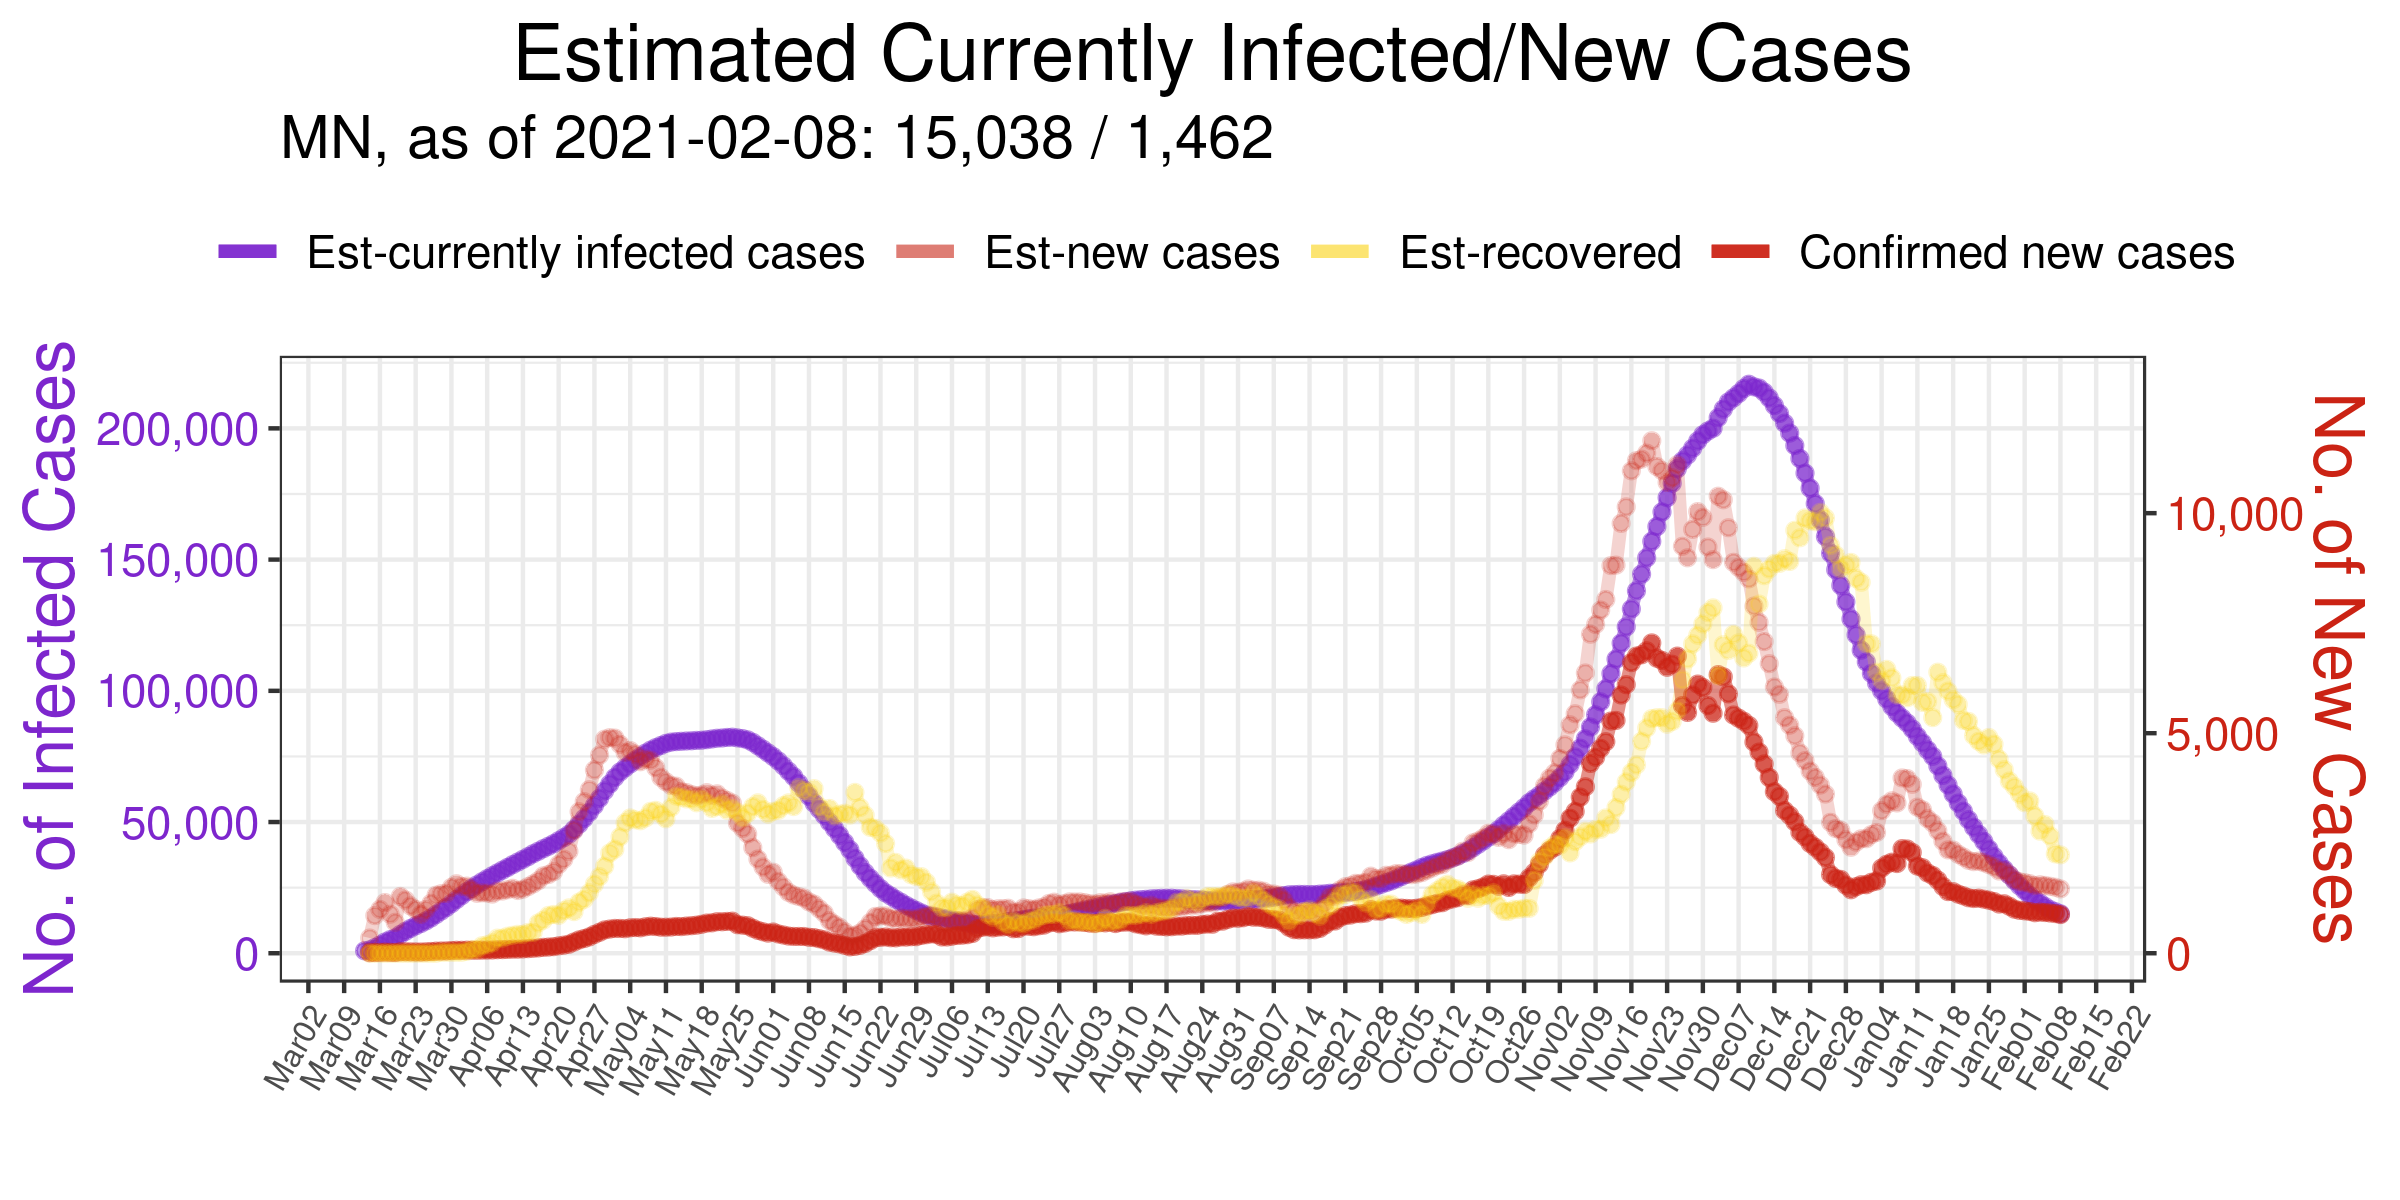 Estimated Currently Infected/New Cases
MN, as of 2021-02-08: 15,038 / 1,462
Est-currently infected cases
Est-new cases
Est-recovered
Confirmed new cases
No. of Infected Cases
200,000
150,000
100,000
50,000
0
No. of New Cases
10,000
5,000
0
Mar02
Mar09
Mar16
Mar23
Mar30
Apr06
Apr13
Apr20
Apr27
May04
May11
May18
May25
Jun01
Jun08
Jun15
Jun22
Jun29
Jul06
Jul13
Jul20
Jul27
Aug03
Aug10
Aug17
Aug24
Aug31
Sep07
Sep14
Sep21
Sep28
Oct05
Oct12
Oct19
Oct26
Nov02
Nov09
Nov16
Nov23
Nov30
Dec07
Dec14
Dec21
Dec28
Jan04
Jan11
Jan18
Jan25
Feb01
Feb08
Feb15
Feb22